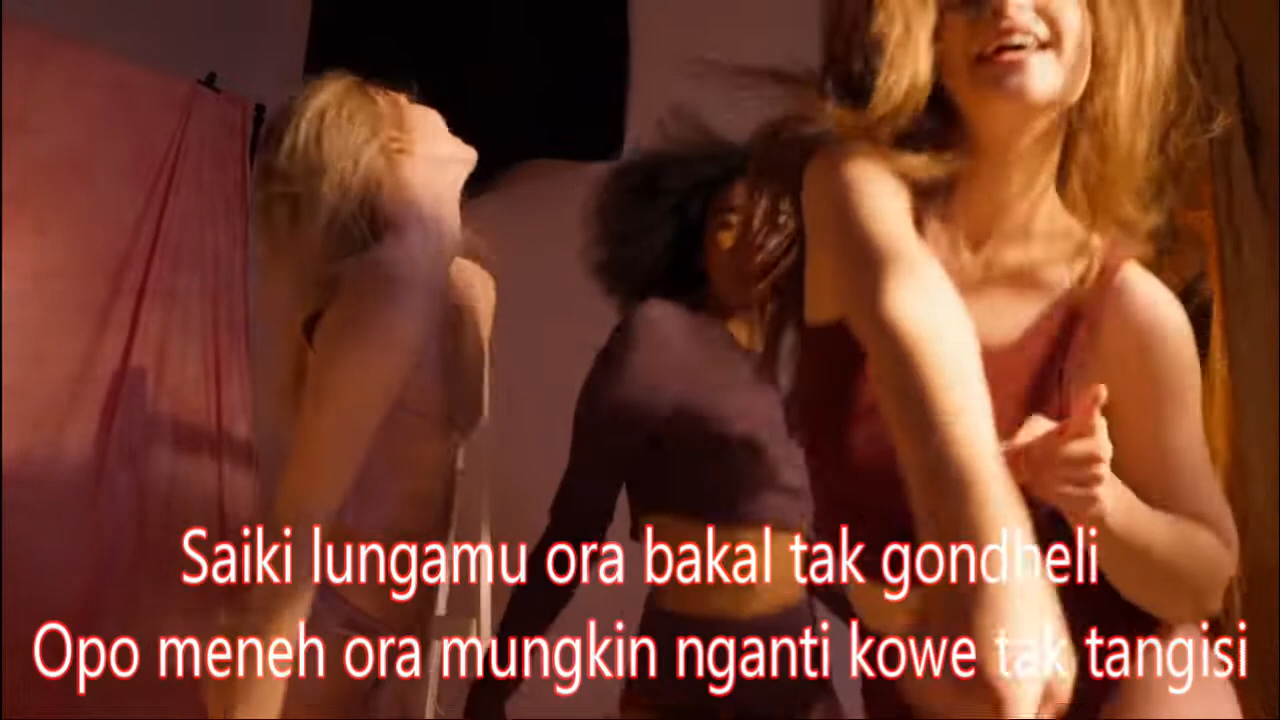 Saiki lungamu ora bakal tak gondheli
Opo meneh ora mungkin nganti kowe tak tangisi